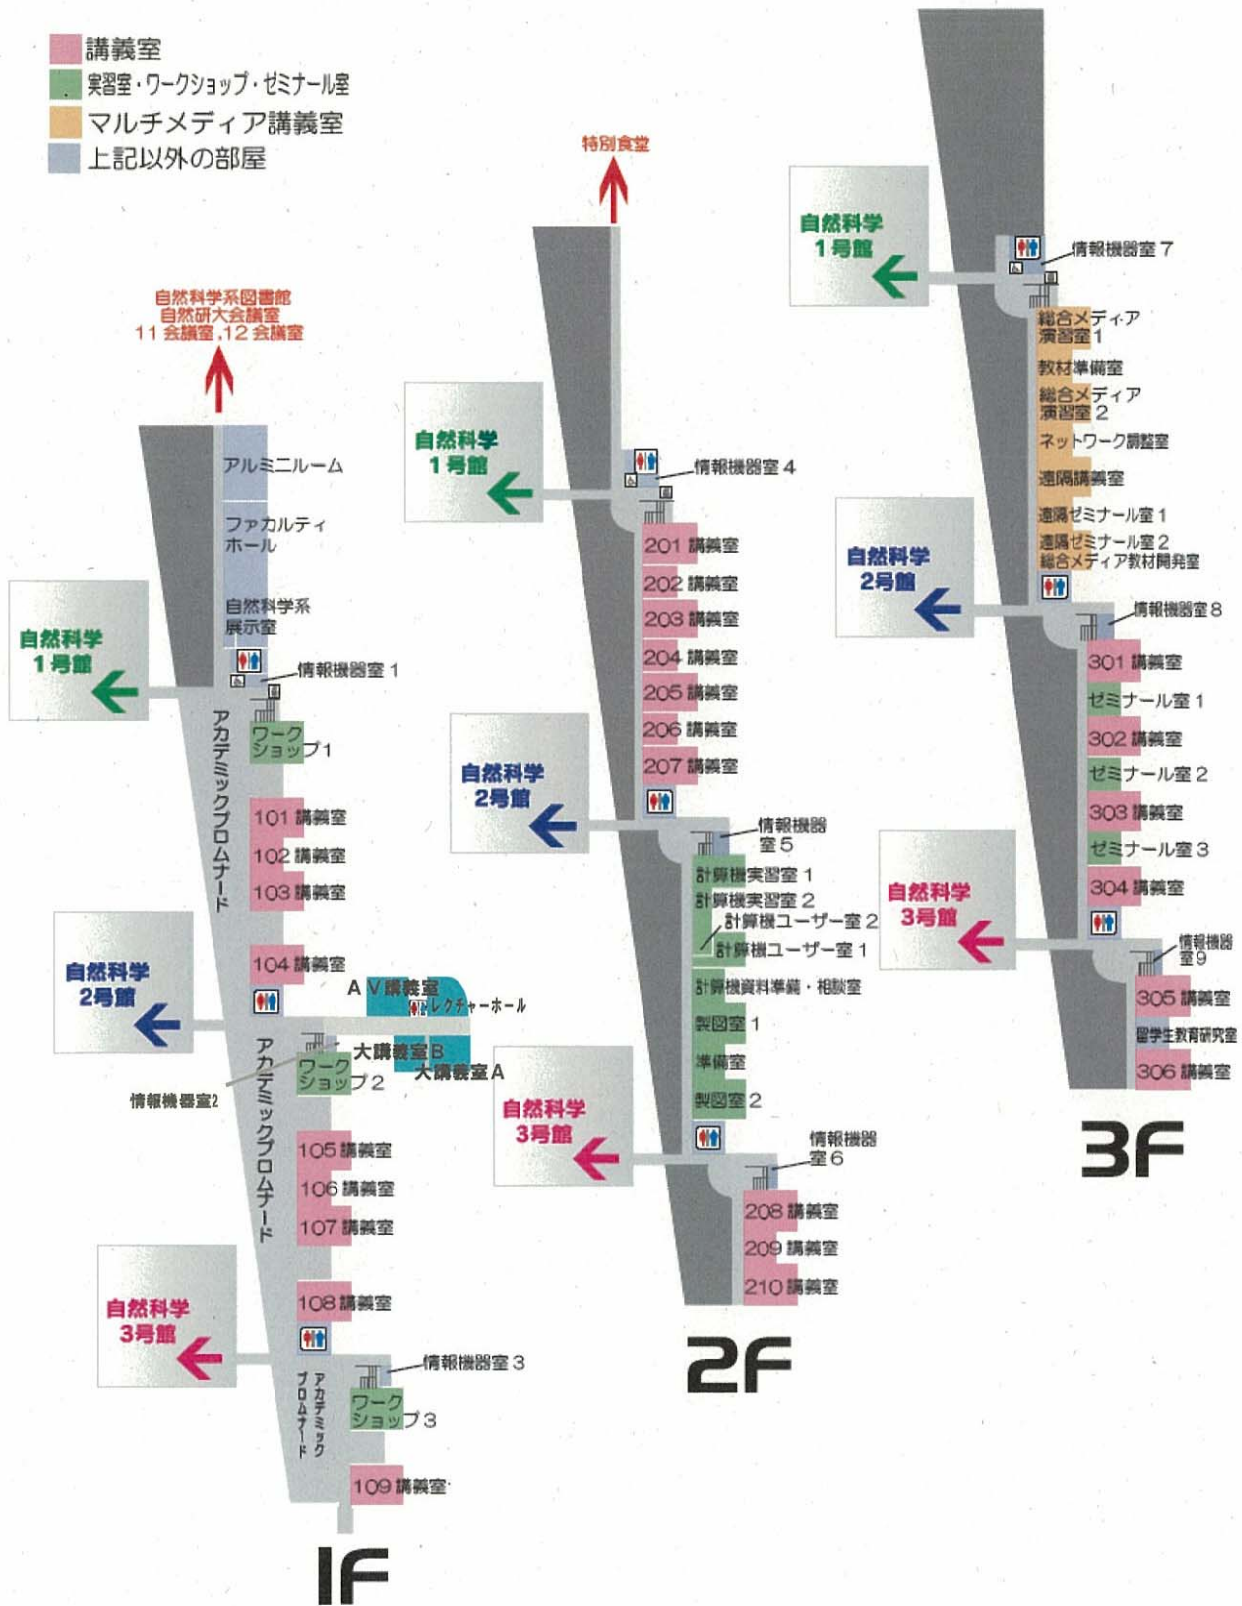 講義室
実習室・ワークショップ・ゼミナール室
マルチメディア講義室
上記以外の部屋
自然科学系図書館
自然研大会議室
11会議室,12会議室
アルミニルーム
ファカルティ
ホール
自然科学系
展示室
自然科学
1号館
情報機器室1
アカデミックプロムナード
ワーク
ショップ1
101 講義室
102 講義室
103 講義室
104 講義室
自然科学
2号館
AV講義室
レクチャーホール
大講義室B
大講義室A
情報機器室2
アカデミックプロムナード
ワーク
ショップ2
105 講義室
106 講義室
107 講義室
108 講義室
自然科学
3号館
情報機器室3
アカデミック
プロムナード
ワーク
ショップ3
109 講義室
1F
特別食堂
自然科学
1号館
情報機器室4
201 講義室
202 講義室
203 講義室
204 講義室
205 講義室
206 講義室
207 講義室
自然科学
2号館
情報機器
室5
計算機実習室1
計算機実習室2
計算機ユーザー室2
計算機ユーザー室1
計算機資料準備・相談室
製図室1
準備室
製図室2
自然科学
3号館
情報機器
室6
208 講義室
209 講義室
210 講義室
2F
自然科学
1号館
情報機器室7
総合メディア
演習室1
教材準備室
総合メディア
演習室2
ネットワーク調整室
遠隔講義室
遠隔ゼミナール室1
遠隔ゼミナール室2
総合メディア教材開発室
自然科学
2号館
情報機器室8
301 講義室
ゼミナール室1
302 講義室
ゼミナール室2
303 講義室
ゼミナール室3
304 講義室
自然科学
3号館
情報機器
室9
305 講義室
留学生教育研究室
306 講義室
3F